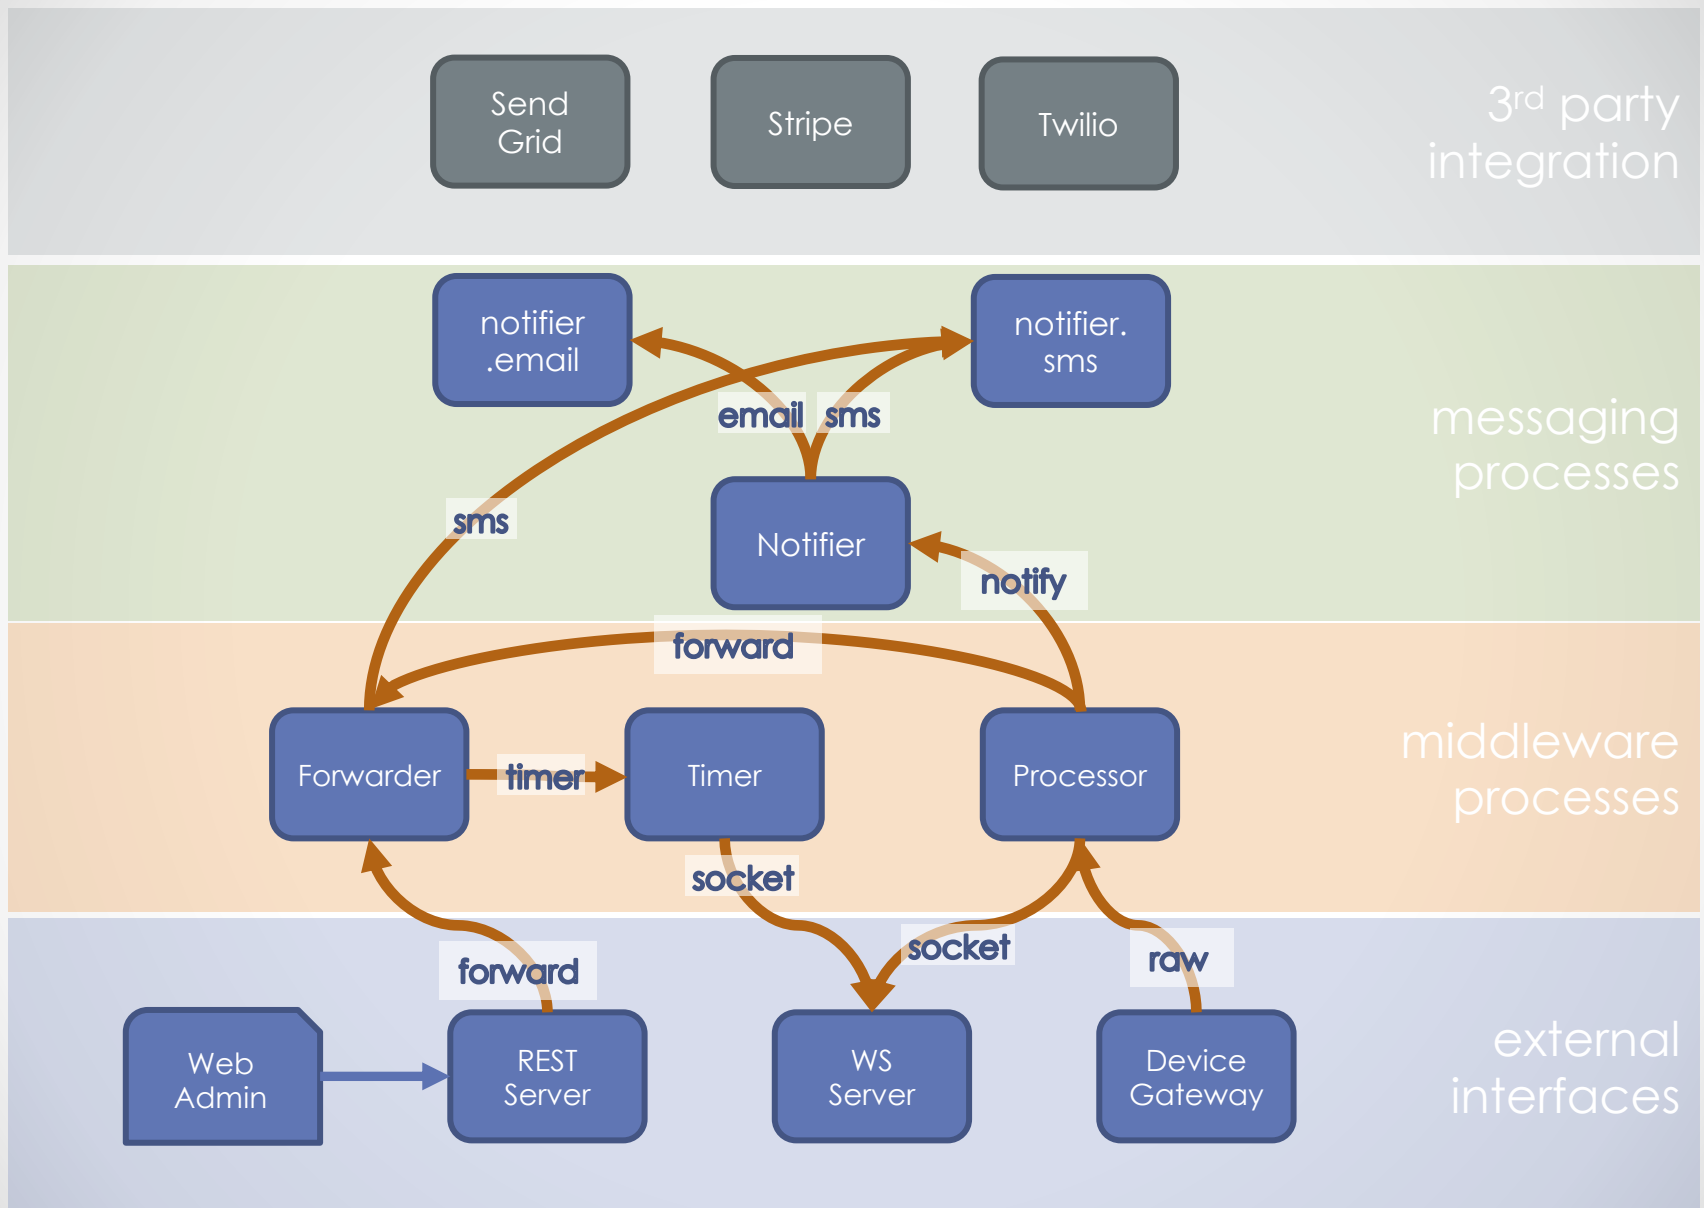 Send
Grid
Stripe
Twilio
3rd party
integration
notifier
.email
notifier.
sms
email
sms
messaging
processes
sms
Notifier
notify
forward
Forwarder
timer
Timer
Processor
middleware
processes
socket
socket
raw
forward
Web
Admin
REST
Server
WS
Server
Device
Gateway
external
interfaces